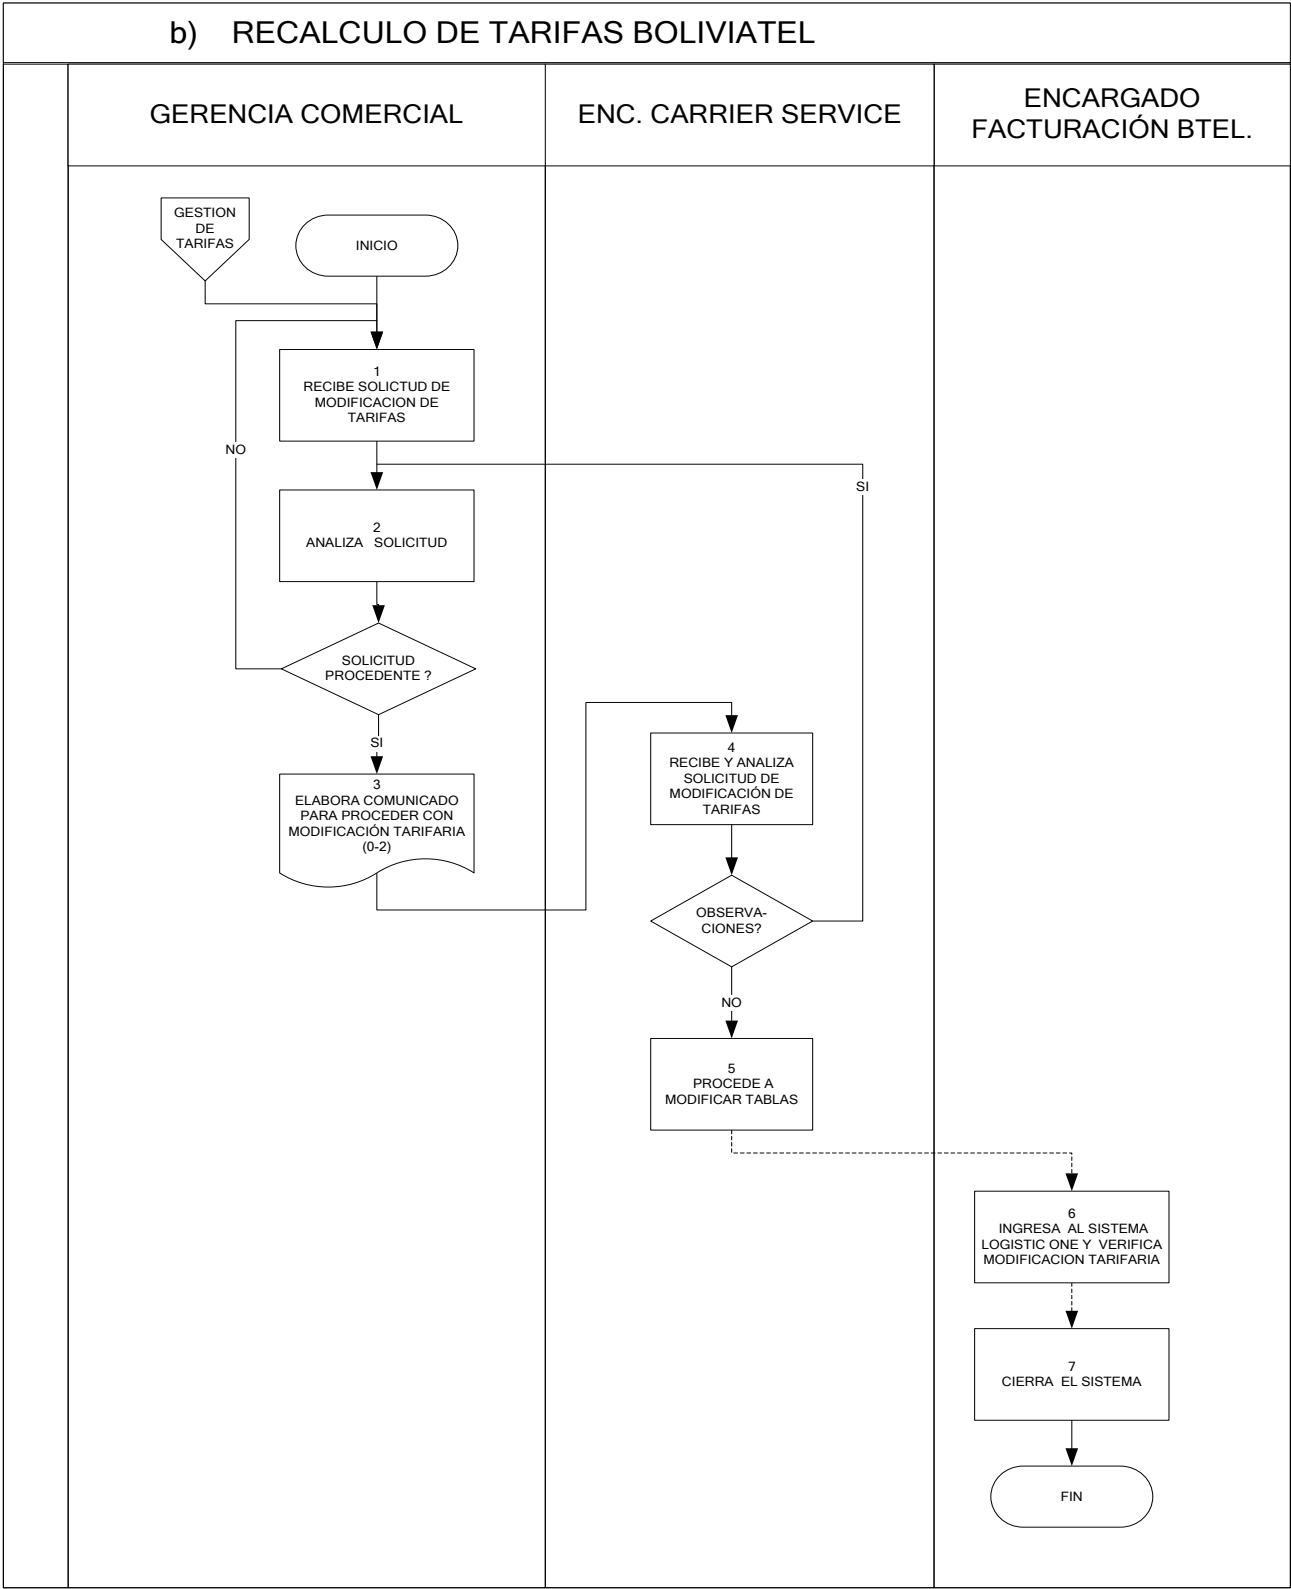 b) RECALCULO DE TARIFAS BOLIVIATEL
GERENCIA COMERCIAL
ENC. CARRIER SERVICE
ENCARGADO
FACTURACIÓN BTEL.
GESTION
DE
TARIFAS
INICIO
1
RECIBE SOLICTUD DE
MODIFICACION DE
TARIFAS
NO
SI
2
ANALIZA SOLICITUD
SOLICITUD
PROCEDENTE ?
SI
3
ELABORA COMUNICADO
PARA PROCEDER CON
MODIFICACIÓN TARIFARIA
(0-2)
4
RECIBE Y ANALIZA
SOLICITUD DE
MODIFICACIÓN DE
TARIFAS
OBSERVA-
CIONES?
NO
5
PROCEDE A
MODIFICAR TABLAS
6
INGRESA AL SISTEMA
LOGISTIC ONE Y VERIFICA
MODIFICACION TARIFARIA
7
CIERRA EL SISTEMA
FIN